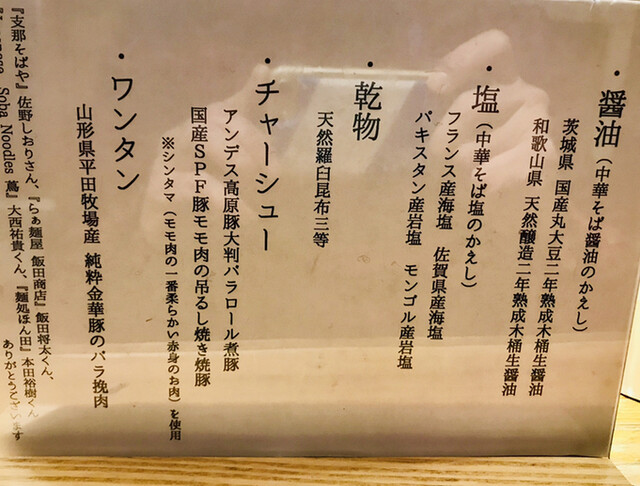 ・醤油（中華そば醤油のかえし）
茨城県 国産丸大豆二年熟成木桶生醤油
和歌山県 天然醸造二年熟成木桶生醤油
・塩（中華そば塩のかえし）
フランス産海塩 佐賀県産海塩
パキスタン産岩塩 モンゴル産岩塩
・乾物
天然羅臼昆布三等
・チャーシュー
アンデス高原豚大判バラロール煮豚
国産SPF豚モモ肉の吊るし焼き焼豚
※シンタマ（モモ肉の一番柔らかい赤身のお肉）を使用
・ワンタン
山形県平田牧場産 純粋金華豚のバラ挽肉
『支那そばや』佐野しおりさん、『らぁ麺屋 飯田商店』飯田将太くん、
Soba Noodles 蔦』大西祐貴くん、『麺処ほん田』本田裕樹くん
ありがとうございます